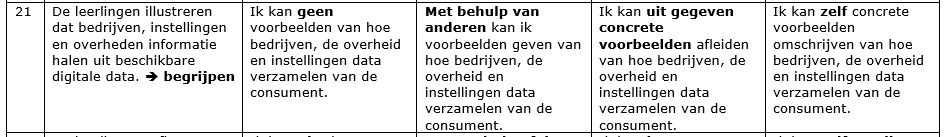 21
De leerlingen illustreren
dat bedrijven, instellingen
en overheden informatie
halen uit beschikbare
digitale data. ➔ begrijpen
Ik kan geen
voorbeelden van hoe
bedrijven, de overheid
en instellingen data
verzamelen van de
consument.
Met behulp van
anderen kan ik
voorbeelden geven van
hoe bedrijven, de
overheid en
instellingen data
verzamelen van de
consument.
Ik kan uit gegeven
concrete
voorbeelden afleiden
van hoe bedrijven, de
overheid en
instellingen data
verzamelen van de
consument.
Ik kan zelf concrete
voorbeelden
omschrijven van hoe
bedrijven, de overheid
en instellingen data
verzamelen van de
consument.